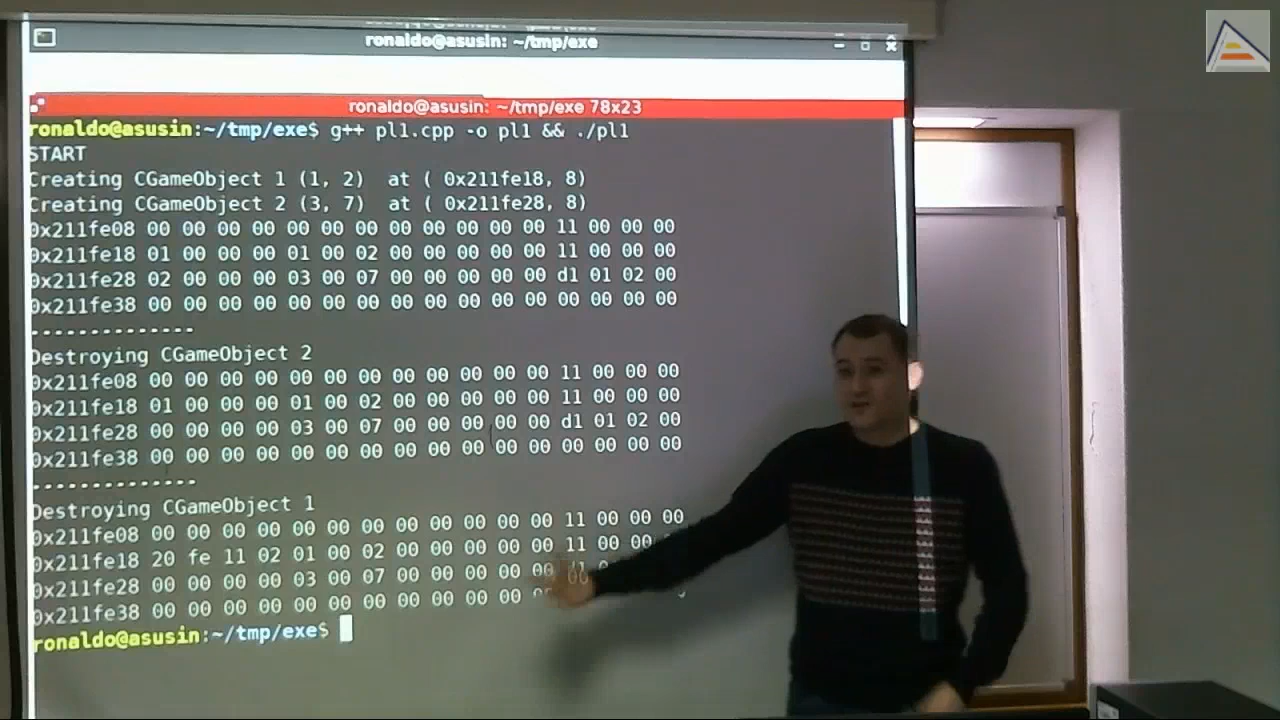 ronaldo@asusin: ~/tmp/exe
ronaldo@asusin: ~/tmp/exe 78x23
ronaldo@asusin:~/tmp/exe$ g++ pl1.cpp -o pl1 && ./pl1
START
Creating CGameObject 1 (1, 2)  at ( 0x211fe18, 8)
Creating CGameObject 2 (3, 7)  at ( 0x211fe28, 8)
0x211fe08 00 00 00 00 00 00 00 00 00 00 00 00 11 00 00 00
0x211fe18 01 00 00 00 01 00 02 00 00 00 00 00 11 00 00 00
0x211fe28 02 00 00 00 03 00 07 00 00 00 00 00 d1 01 02 00
0x211fe38 00 00 00 00 00 00 00 00 00 00 00 00 00 00 00 00
--------------
Destroying CGameObject 2
0x211fe08 00 00 00 00 00 00 00 00 00 00 00 00 11 00 00 00
0x211fe18 01 00 00 00 01 00 02 00 00 00 00 00 11 00 00 00
0x211fe28 00 00 00 00 03 00 07 00 00 00 00 00 d1 01 02 00
0x211fe38 00 00 00 00 00 00 00 00 00 00 00 00 00 00 00 00
--------------
Destroying CGameObject 1
0x211fe08 00 00 00 00 00 00 00 00 00 00 00 00 11 00 00 00
0x211fe18 20 fe 11 02 01 00 02 00 00 00 00 00 11 00 00
0x211fe28 00 00 00 00 03 00 07 00 00 00 00 00
0x211fe38 00 00 00 00 00 00 00 00 00 00 00
ronaldo@asusin:~/tmp/exe$